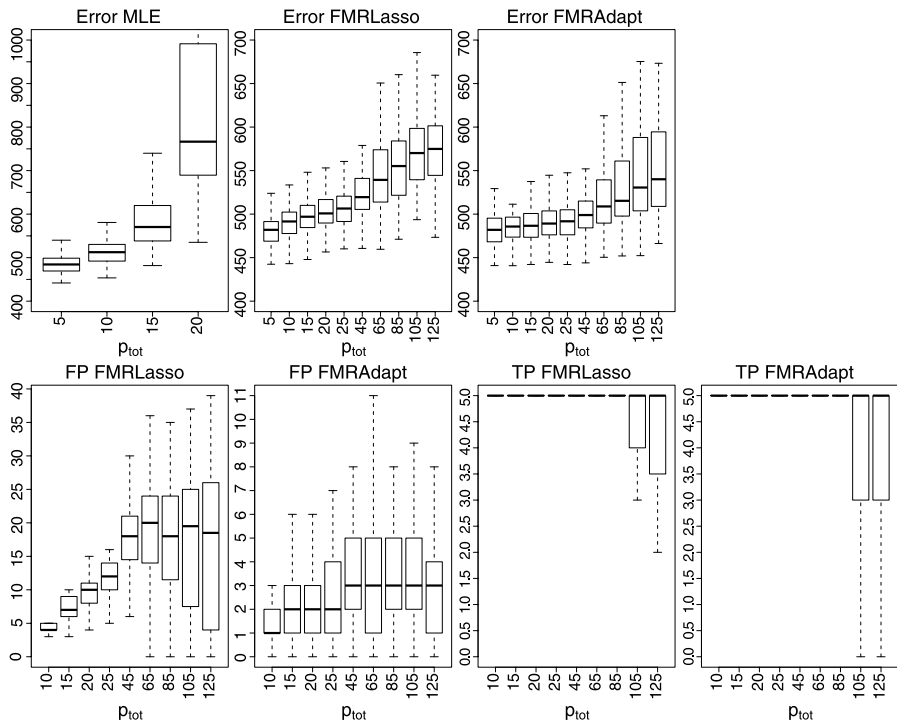 Error MLE
Error FMRLasso
Error FMRAdapt
400 500 600 700 800 900 1000
400 450 500 550 600 650 700
400 450 500 550 600 650 700
5 10 15 20
5 10 15 20 25 45 65 85 105 125
5 10 15 20 25 45 65 85 105 125
ptot
ptot
ptot
FP FMRLasso
FP FMRAdapt
TP FMRLasso
TP FMRAdapt
0 5 10 15 20 25 30 35 40
0 1 2 3 4 5 6 7 8 9 10 11
0.0 0.5 1.0 1.5 2.0 2.5 3.0 3.5 4.0 4.5 5.0
0.0 0.5 1.0 1.5 2.0 2.5 3.0 3.5 4.0 4.5 5.0
10 15 20 25 45 65 85 105 125
10 15 20 25 45 65 85 105 125
10 15 20 25 45 65 85 105 125
10 15 20 25 45 65 85 105 125
ptot
ptot
ptot
ptot